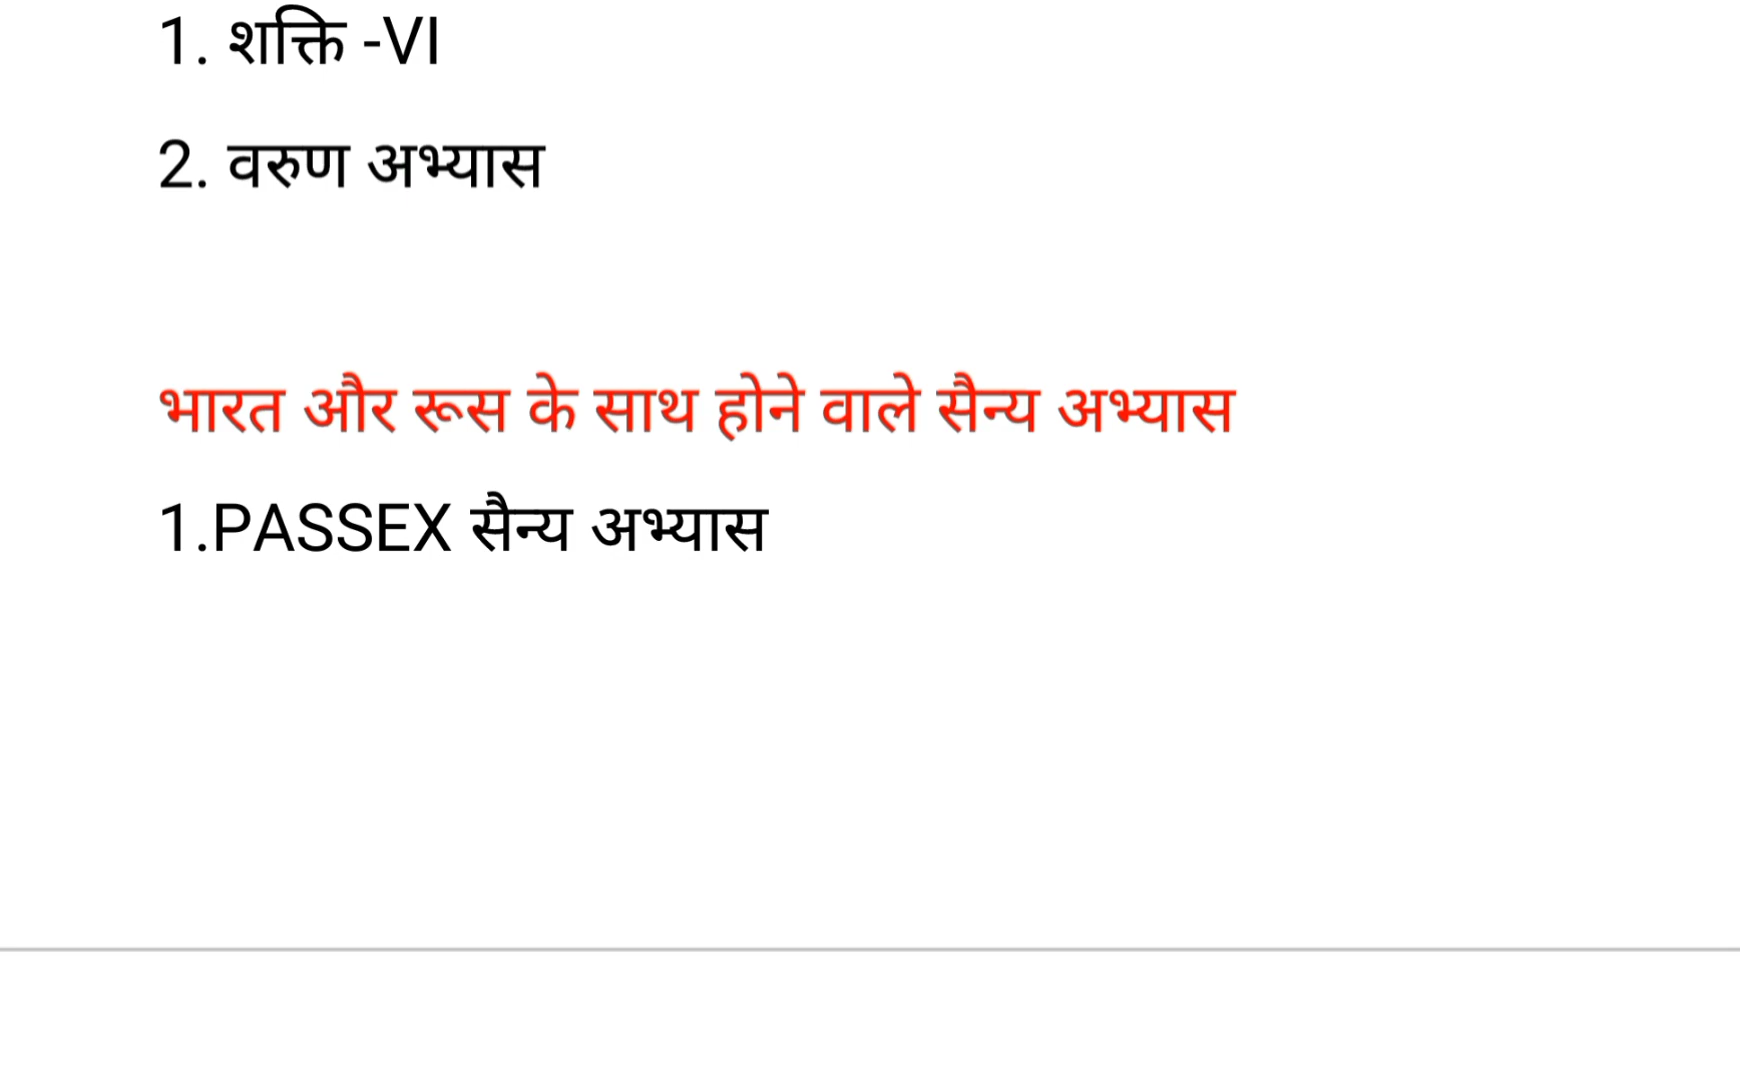 1. शक्ति -VI
2. वरुण अभ्यास
भारत और रूस के साथ होने वाले सैन्य अभ्यास
1.PASSEX सैन्य अभ्यास